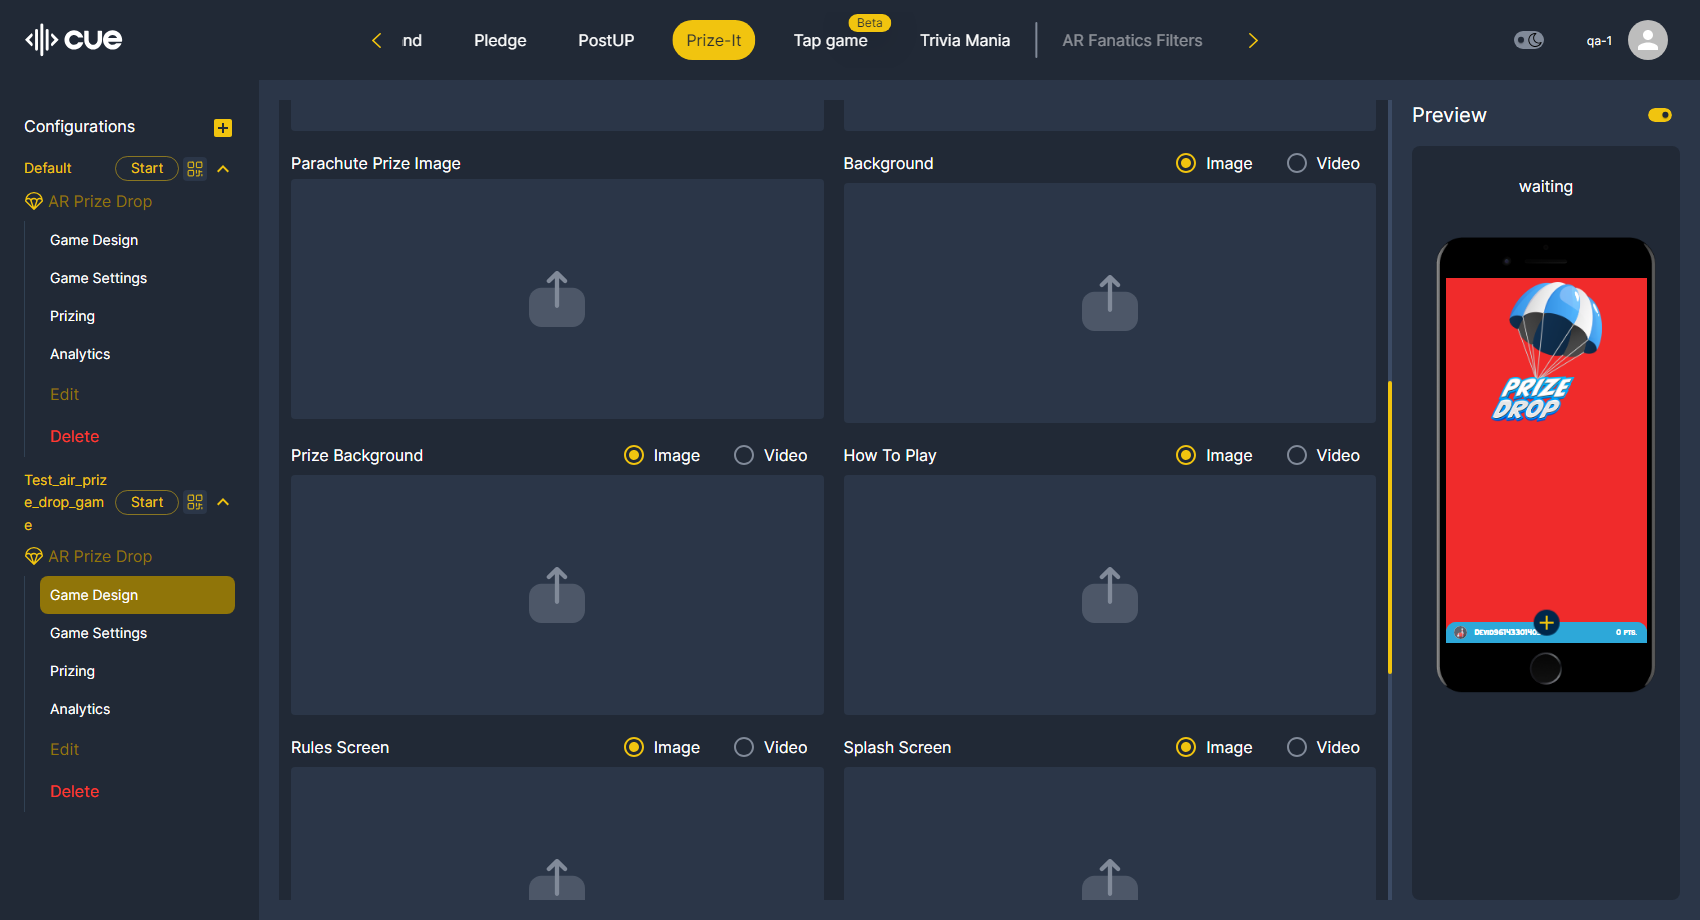 cue
nd
Pledge
PostUP
Prize-It
Beta
Tap game
Trivia Mania
AR Fanatics Filters
qa-1
Configurations
Default
Start
AR Prize Drop
Game Design
Game Settings
Prizing
Analytics
Edit
Delete
Test_air_priz
e_drop_gam
e
Start
AR Prize Drop
Game Design
Game Settings
Prizing
Analytics
Edit
Delete
Parachute Prize Image
Background
Image
Video
Prize Background
Image
Video
How To Play
Image
Video
Rules Screen
Image
Video
Splash Screen
Image
Video
Preview
waiting
PRIZE
DROP
0 PTS.